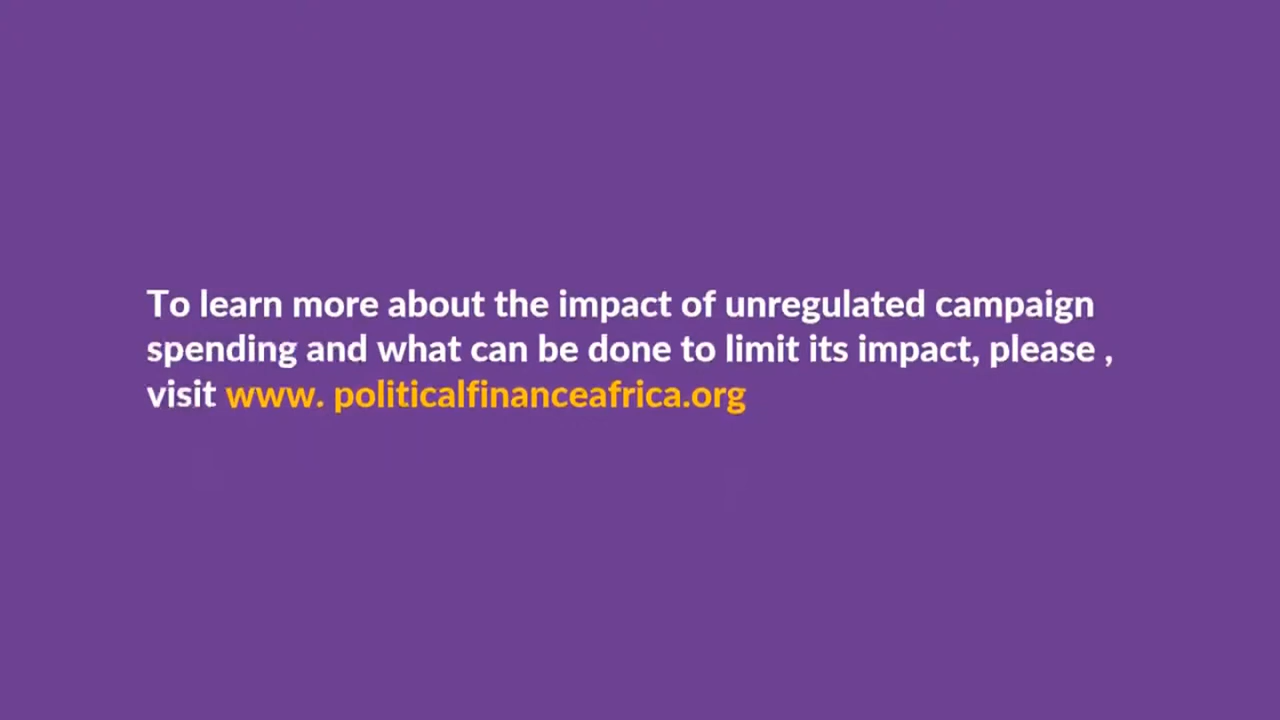 To learn more about the impact of unregulated campaign
spending and what can be done to limit its impact, please ,
visit www. politicalfinanceafrica.org